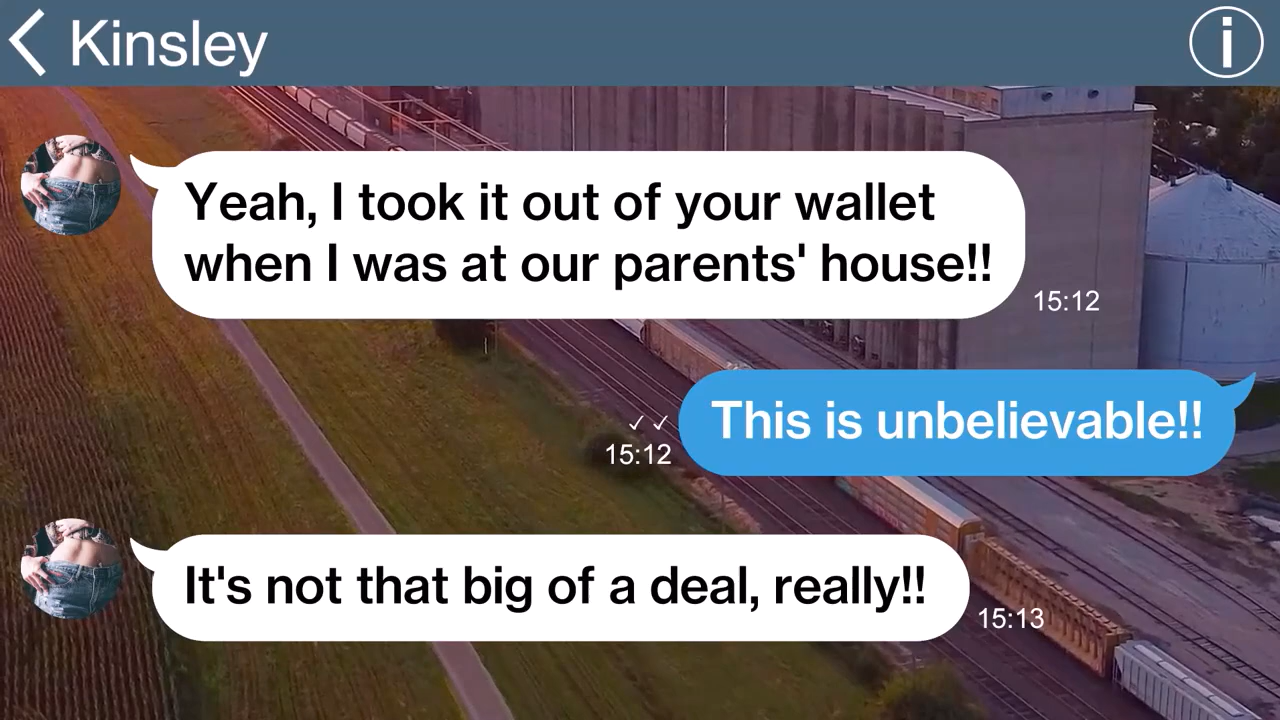 Kinsley
i
Yeah, I took it out of your wallet
when I was at our parents' house!!
15:12
This is unbelievable!!
✓✓
15:12
It's not that big of a deal, really!!
15:13